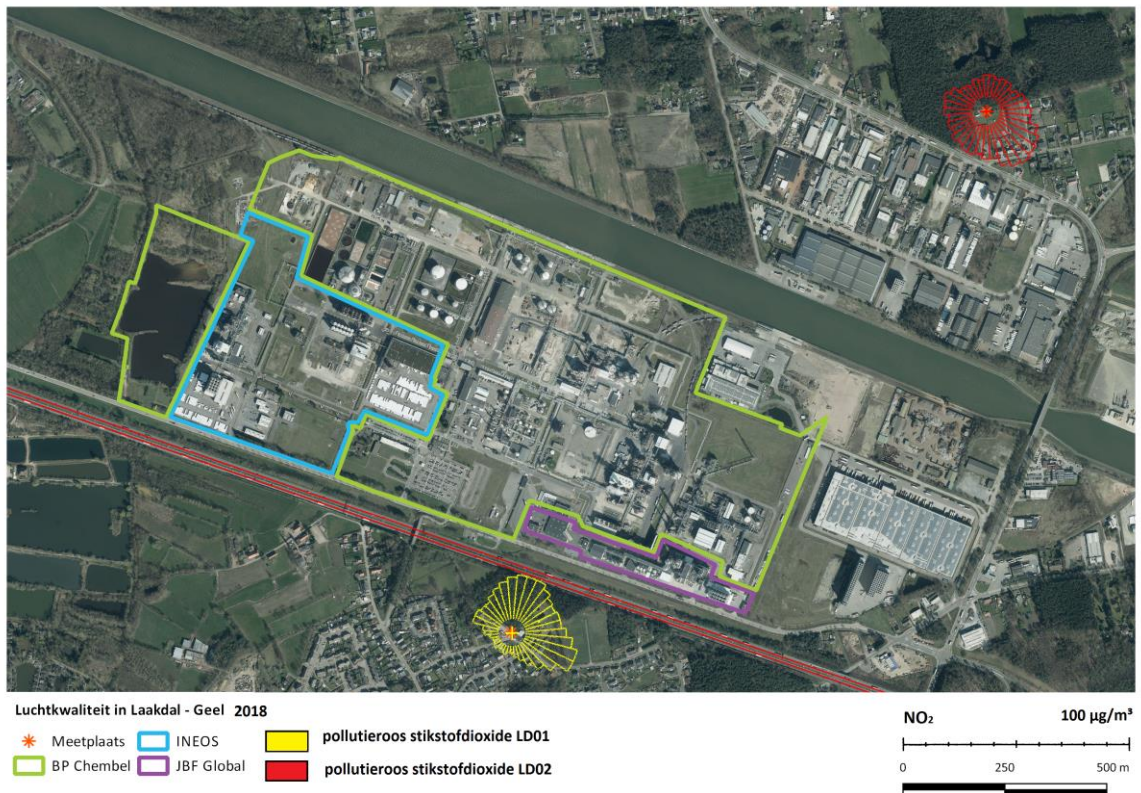 Luchtkwaliteit in Laakdal - Geel 2018
Meetplaats
INEOS
BP Chembel
JBF Global
pollutieroos stikstofdioxide LD01
pollutieroos stikstofdioxide LD02
NO₂ 100 µg/m³
0 250 500 m